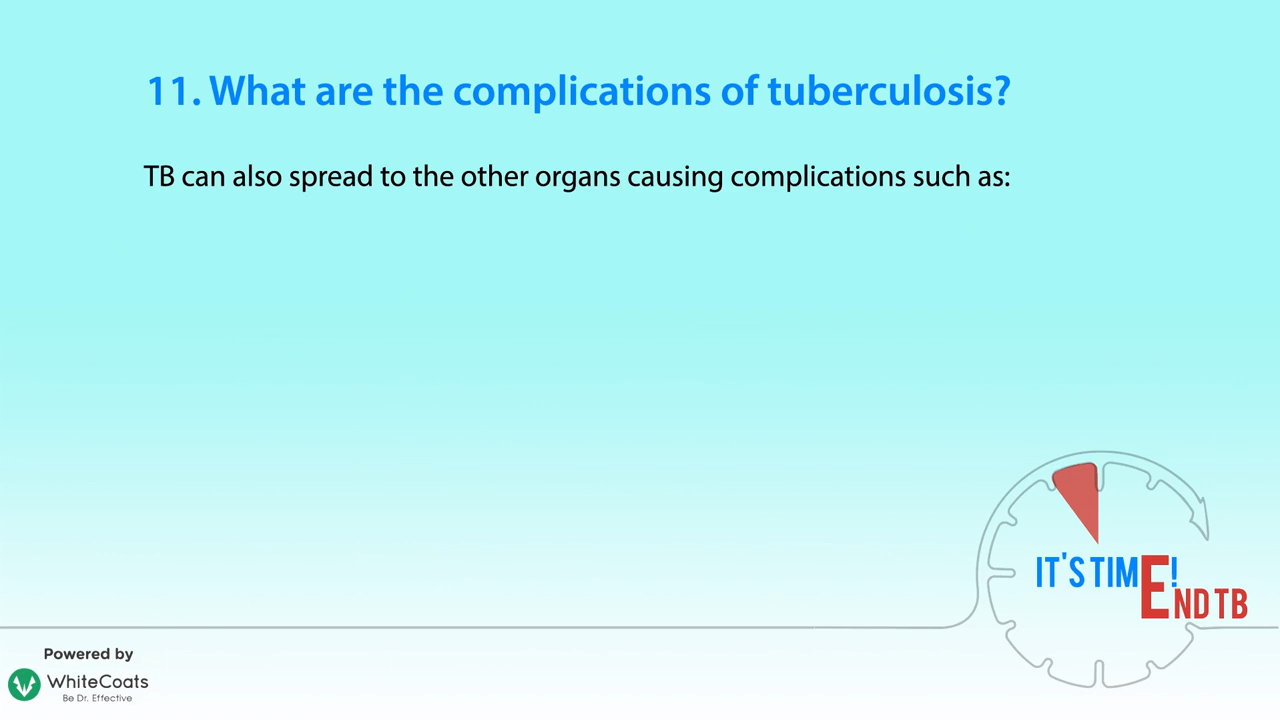 11. What are the complications of tuberculosis?
TB can also spread to the other organs causing complications such as:
IT'S TIME!
END TB
Powered by
WhiteCoats
Be Dr. Effective